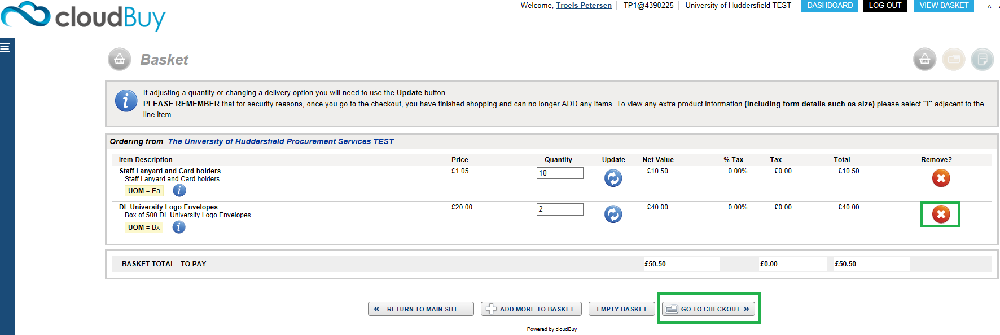 cloudBuy
Welcome, Troels Petersen TP1@4390225 University of Huddersfield TEST DASHBOARD LOG OUT VIEW BASKET A
Basket
If adjusting a quantity or changing a delivery option you will need to use the Update button.
PLEASE REMEMBER that for security reasons, once you go to the checkout, you have finished shopping and can no longer ADD any items. To view any extra product information (including form details such as size) please select "i" adjacent to the
line item.
Ordering from The University of Huddersfield Procurement Services TEST
Item Description Price Quantity Update Net Value % Tax Tax Total Remove?
Staff Lanyard and Card holders £1.05 10 £10.50 0.00% £0.00 £10.50
Staff Lanyard and Card holders
UOM = Ea i
DL University Logo Envelopes £20.00 2 £40.00 0.00% £0.00 £40.00
Box of 500 DL University Logo Envelopes
UOM = Bx i
BASKET TOTAL - TO PAY £50.50 £0.00 £50.50
« RETURN TO MAIN SITE ADD MORE TO BASKET EMPTY BASKET GO TO CHECKOUT »
Powered by cloudBuy